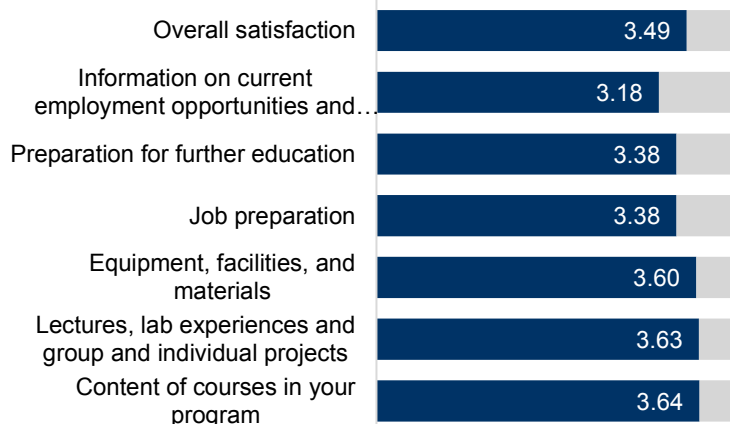 Overall satisfaction
3.49
Information on current
employment opportunities and…
3.18
Preparation for further education
3.38
Job preparation
3.38
Equipment, facilities, and
materials
3.60
Lectures, lab experiences and
group and individual projects
3.63
Content of courses in your
program
3.64